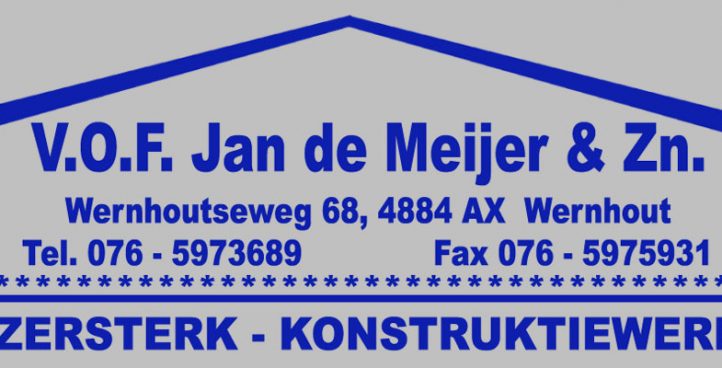 V.O.F. Jan de Meijer & Zn.
Wernhoutseweg 68, 4884 AX Wernhout
Tel. 076 - 5973689 Fax 076 - 5975931
**************************************
ZERSTERK - KONSTRUKTIEWER